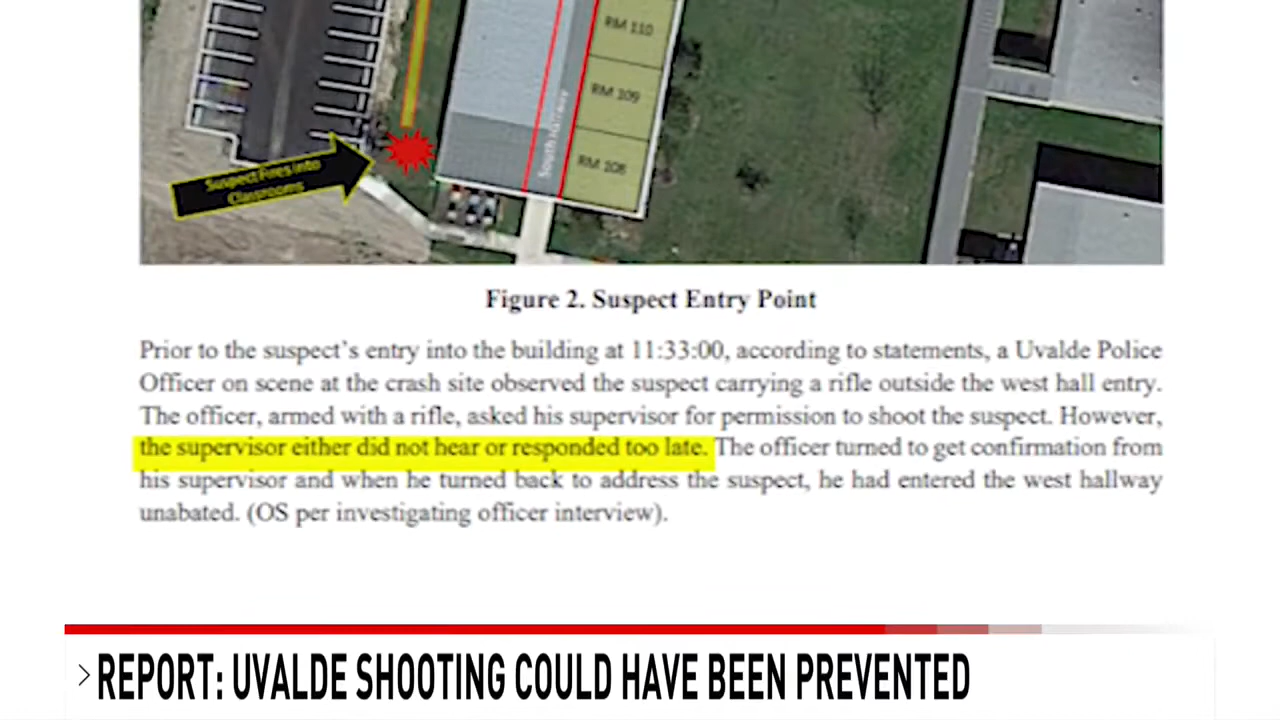 RM 110
RM 109
RM 108
South Hallway
Suspect Fires into
Classrooms
Figure 2. Suspect Entry Point
Prior to the suspect's entry into the building at 11:33:00, according to statements, a Uvalde Police
Officer on scene at the crash site observed the suspect carrying a rifle outside the west hall entry.
The officer, armed with a rifle, asked his supervisor for permission to shoot the suspect. However,
the supervisor either did not hear or responded too late. The officer turned to get confirmation from
his supervisor and when he turned back to address the suspect, he had entered the west hallway
unabated. (OS per investigating officer interview).
> REPORT: UVALDE SHOOTING COULD HAVE BEEN PREVENTED